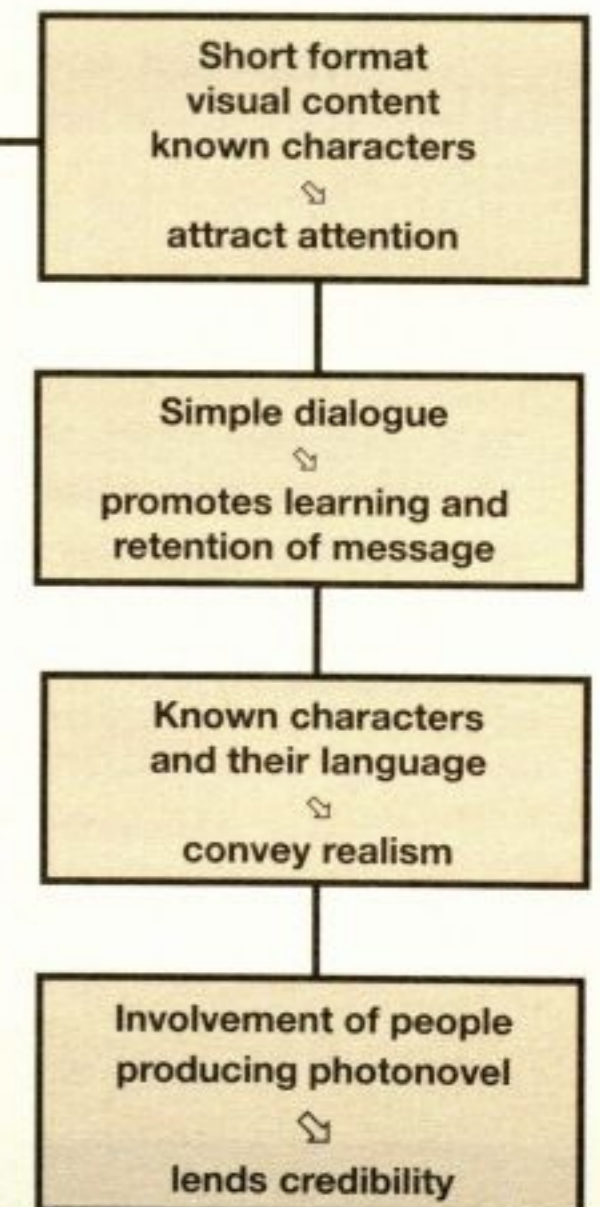 Short format
visual content
known characters
⇘
attract attention
Simple dialogue
⇘
promotes learning and
retention of message
Known characters
and their language
⇘
convey realism
Involvement of people
producing photonovel
⇘
lends credibility